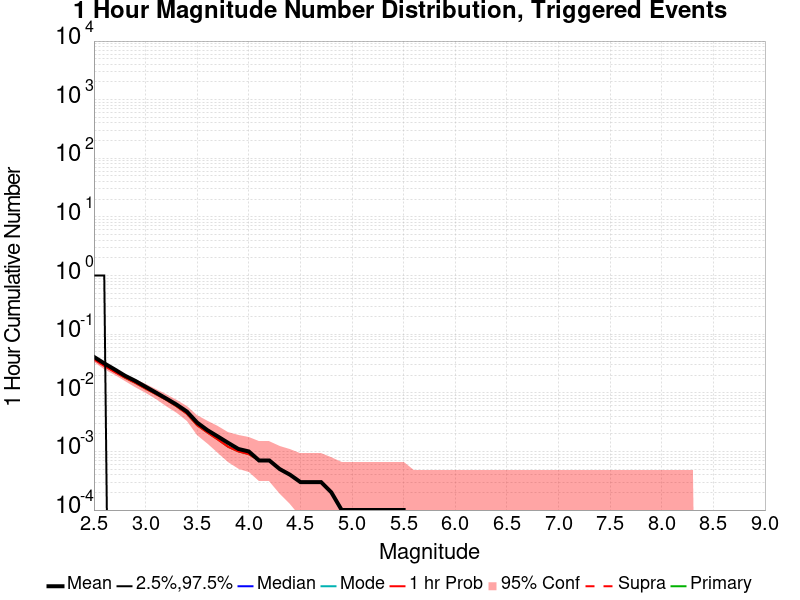 1 Hour Magnitude Number Distribution, Triggered Events
10^4
10^3
10^2
10^1
10^0
10^-1
10^-2
10^-3
10^-4
1 Hour Cumulative Number
2.5 3.0 3.5 4.0 4.5 5.0 5.5 6.0 6.5 7.0 7.5 8.0 8.5 9.0
Magnitude
Mean 2.5%,97.5% Median Mode 1 hr Prob 95% Conf Supra Primary